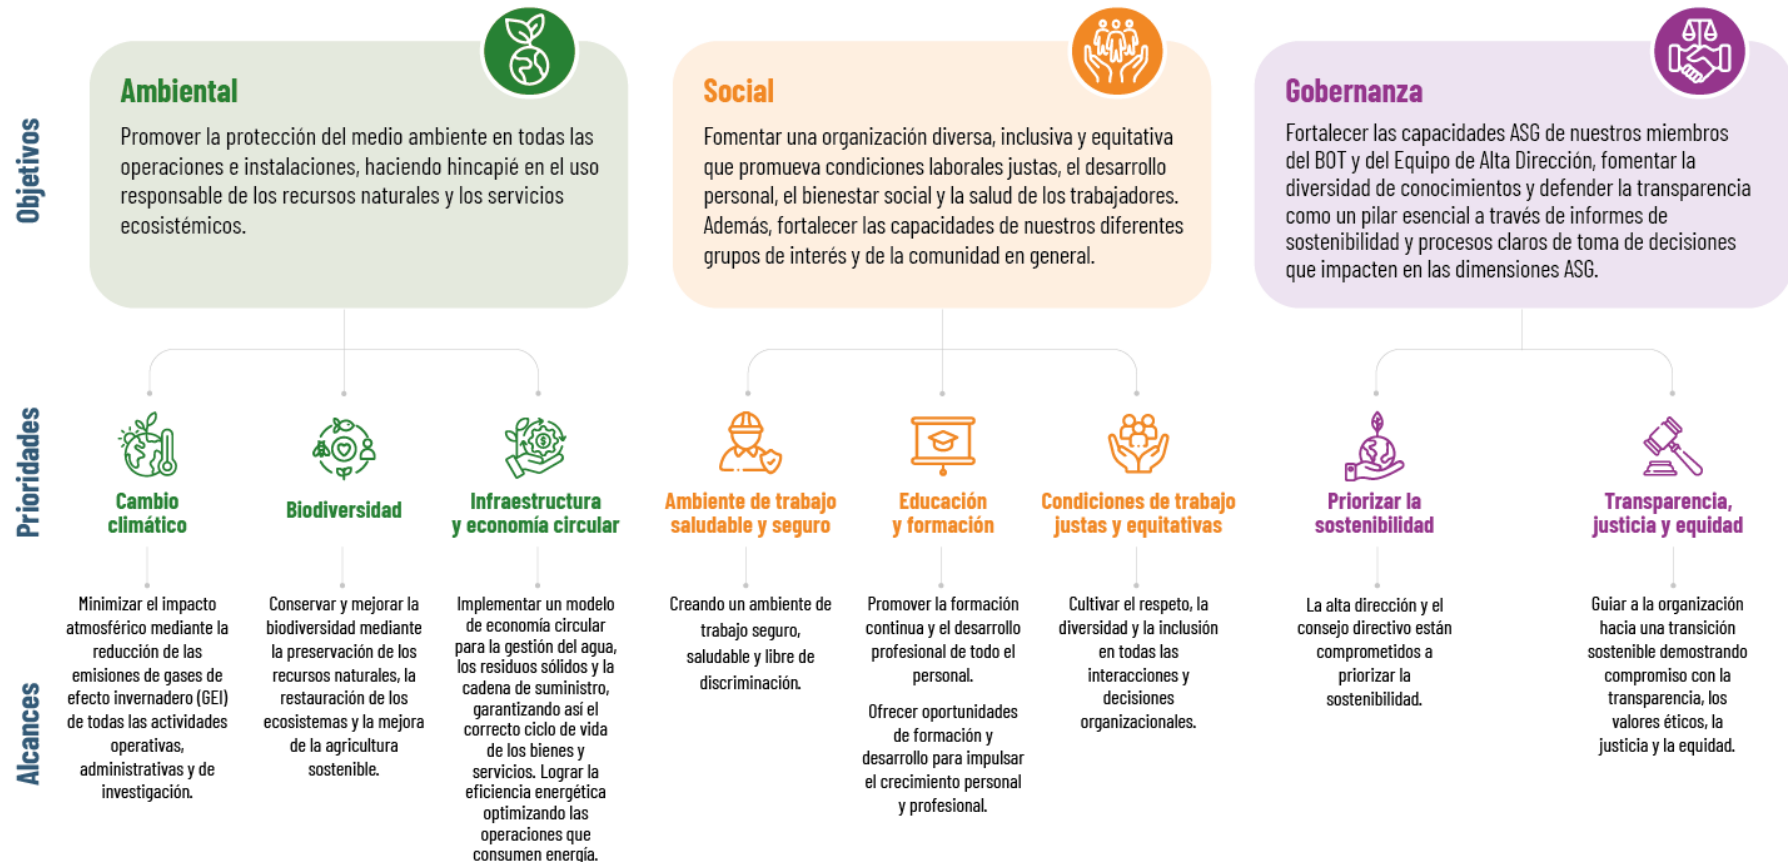 Objetivos
Ambiental
Promover la protección del medio ambiente en todas las
operaciones e instalaciones, haciendo hincapié en el uso
responsable de los recursos naturales y los servicios
ecosistémicos.
Social
Fomentar una organización diversa, inclusiva y equitativa
que promueva condiciones laborales justas, el desarrollo
personal, el bienestar social y la salud de los trabajadores.
Además, fortalecer las capacidades de nuestros diferentes
grupos de interés y de la comunidad en general.
Gobernanza
Fortalecer las capacidades ASG de nuestros miembros
del BOT y del Equipo de Alta Dirección, fomentar la
diversidad de conocimientos y defender la transparencia
como un pilar esencial a través de informes de
sostenibilidad y procesos claros de toma de decisiones
que impacten en las dimensiones ASG.
Prioridades
Cambio
climático
Biodiversidad
Infraestructura
y economía circular
Ambiente de trabajo
saludable y seguro
Educación
y formación
Condiciones de trabajo
justas y equitativas
Priorizar la
sostenibilidad
Transparencia,
justicia y equidad
Alcances
Minimizar el impacto
atmosférico mediante la
reducción de las
emisiones de gases de
efecto invernadero (GEI)
de todas las actividades
operativas,
administrativas y de
investigación.
Conservar y mejorar la
biodiversidad mediante
la preservación de los
recursos naturales, la
restauración de los
ecosistemas y la mejora
de la agricultura
sostenible.
Implementar un modelo
de economía circular
para la gestión del agua,
los residuos sólidos y la
cadena de suministro,
garantizando así el
correcto ciclo de vida
de los bienes y
servicios. Lograr la
eficiencia energética
optimizando las
operaciones que
consumen energía.
Creando un ambiente de
trabajo seguro,
saludable y libre de
discriminación.
Promover la formación
continua y el desarrollo
profesional de todo el
personal.
Ofrecer oportunidades
de formación y
desarrollo para impulsar
el crecimiento personal
y profesional.
Cultivar el respeto, la
diversidad y la inclusión
en todas las
interacciones y
decisiones
organizacionales.
La alta dirección y el
consejo directivo están
comprometidos a
priorizar la
sostenibilidad.
Guiar a la organización
hacia una transición
sostenible demostrando
compromiso con la
transparencia, los
valores éticos, la
justicia y la equidad.